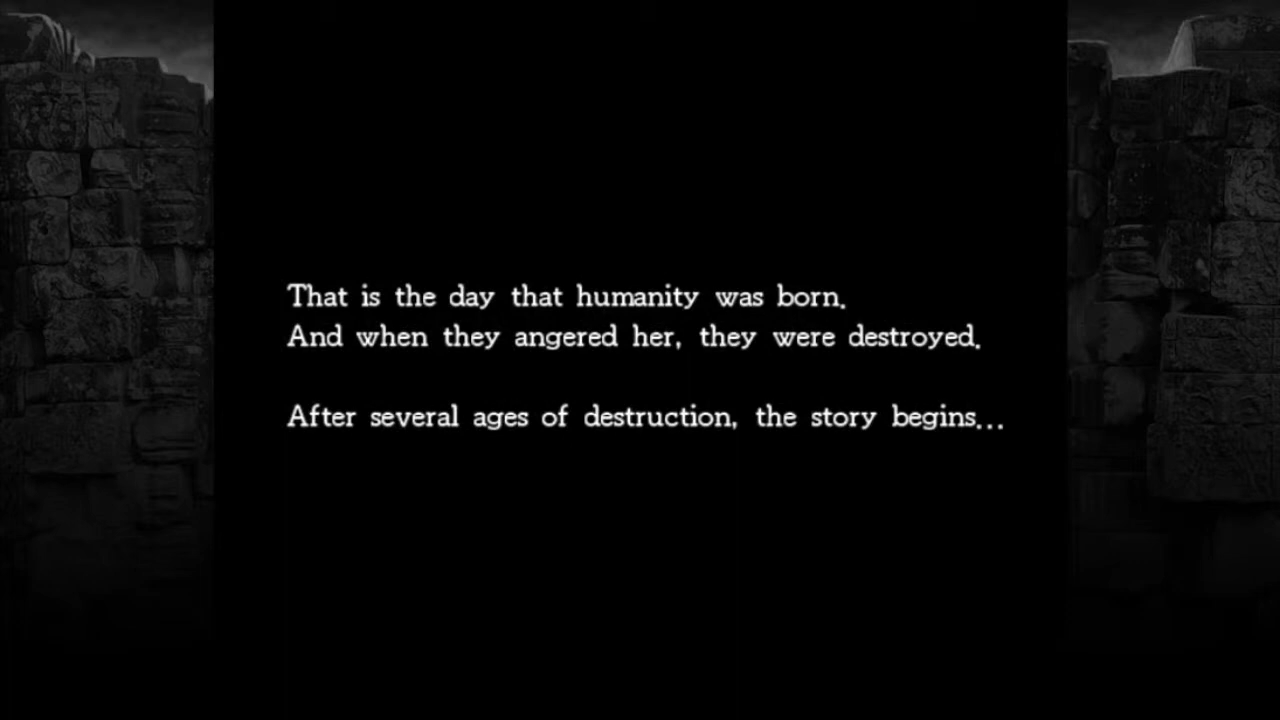 That is the day that humanity was born.
And when they angered her, they were destroyed.
After several ages of destruction, the story begins...